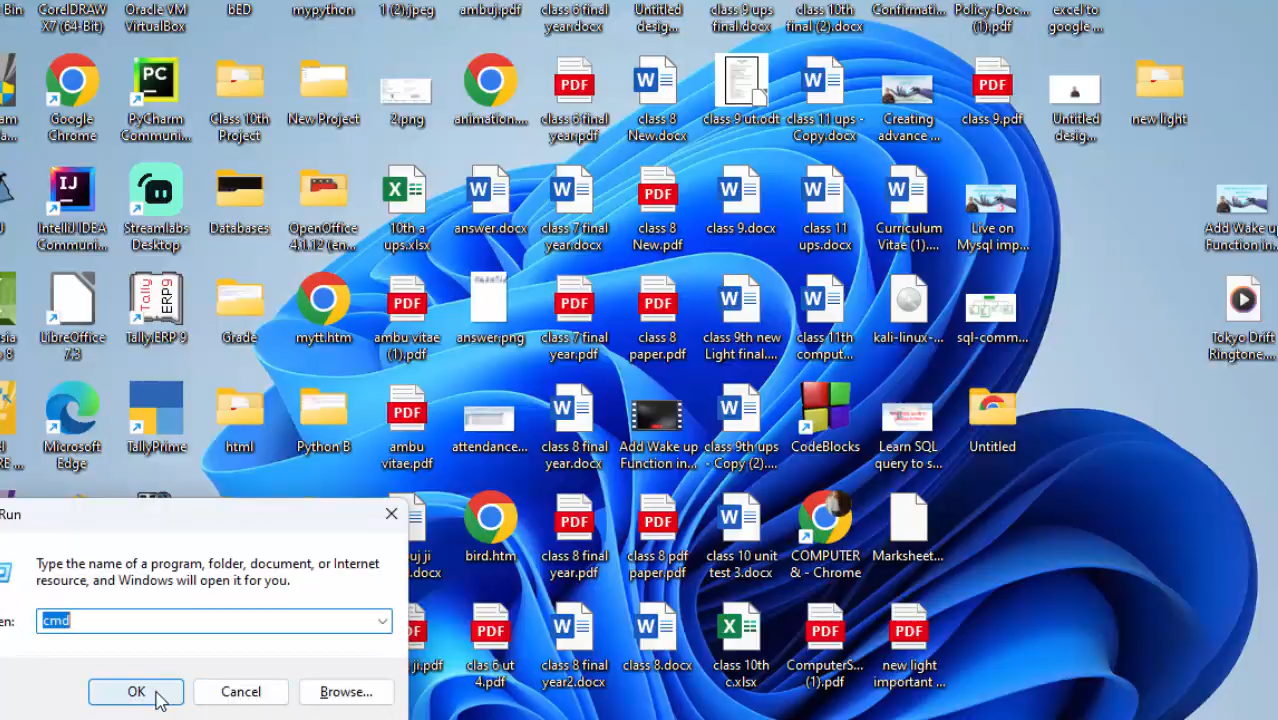 Bin
CorelDRAW
X7 (64-Bit)
Oracle VM
VirtualBox
BED
mypython
1 (2).jpeg
ambuj.pdf
class 6 final
year.docx
Untitled
desig...
class 9 ups
final.docx
class 10th
final (2).docx
Confirmati...
Policy-Doc...
(1).pdf
excel to
google ...
Google
Chrome
PyCharm
Communi...
Class 10th
Project
New Project
2.png
animation....
class 6 final
year.pdf
class 8
New.docx
class 9 ut.odt
class 11 ups -
Copy.docx
Creating
advance ...
class 9.pdf
Untitled
desig...
new light
IntelliJ IDEA
Communi...
Streamlabs
Desktop
Databases
OpenOffice
4.1.12 (en...
10th a
ups.xlsx
answer.docx
class 7 final
year.docx
class 8
New.pdf
class 9.docx
class 11
ups.docx
Curriculum
Vitae (1)....
Live on
Mysql imp...
Add Wake u
Function in...
LibreOffice
7.3
Tally.ERP 9
Grade
mytt.htm
ambu vitae
(1).pdf
answer.png
class 7 final
year.pdf
class 8
paper.pdf
class 9th new
Light final....
class 11th
comput...
kali-linux-...
sql-comm...
Tokyo Drift
Ringtone...
Microsoft
Edge
TallyPrime
html
Python B
ambu
vitae.pdf
attendance...
class 8 final
year.docx
Add Wake up
Function in...
class 9th ups
- Copy (2)....
CodeBlocks
Learn SQL
query to s...
Untitled
bird.htm
class 8 final
year.pdf
class 8 pdf
paper.pdf
class 10 unit
test 3.docx
COMPUTER
& - Chrome
Marksheet...
clas 6 ut
4.pdf
class 8 final
year2.docx
class 8.docx
class 10th
c.xlsx
ComputerS...
(1).pdf
new light
important ...
Run
Type the name of a program, folder, document, or Internet
resource, and Windows will open it for you.
en:
cmd
OK
Cancel
Browse...